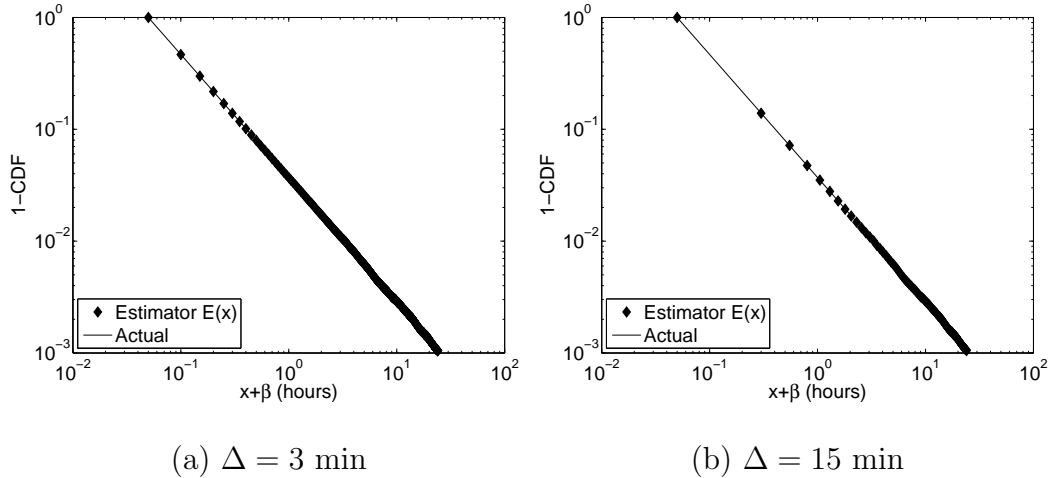 10^0
10^-1
10^-2
10^-3
1−CDF
10^-2 10^-1 10^0 10^1 10^2
x+β (hours)
Estimator E(x)
Actual
(a) Δ = 3 min
10^0
10^-1
10^-2
10^-3
1−CDF
10^-2 10^-1 10^0 10^1 10^2
x+β (hours)
Estimator E(x)
Actual
(b) Δ = 15 min